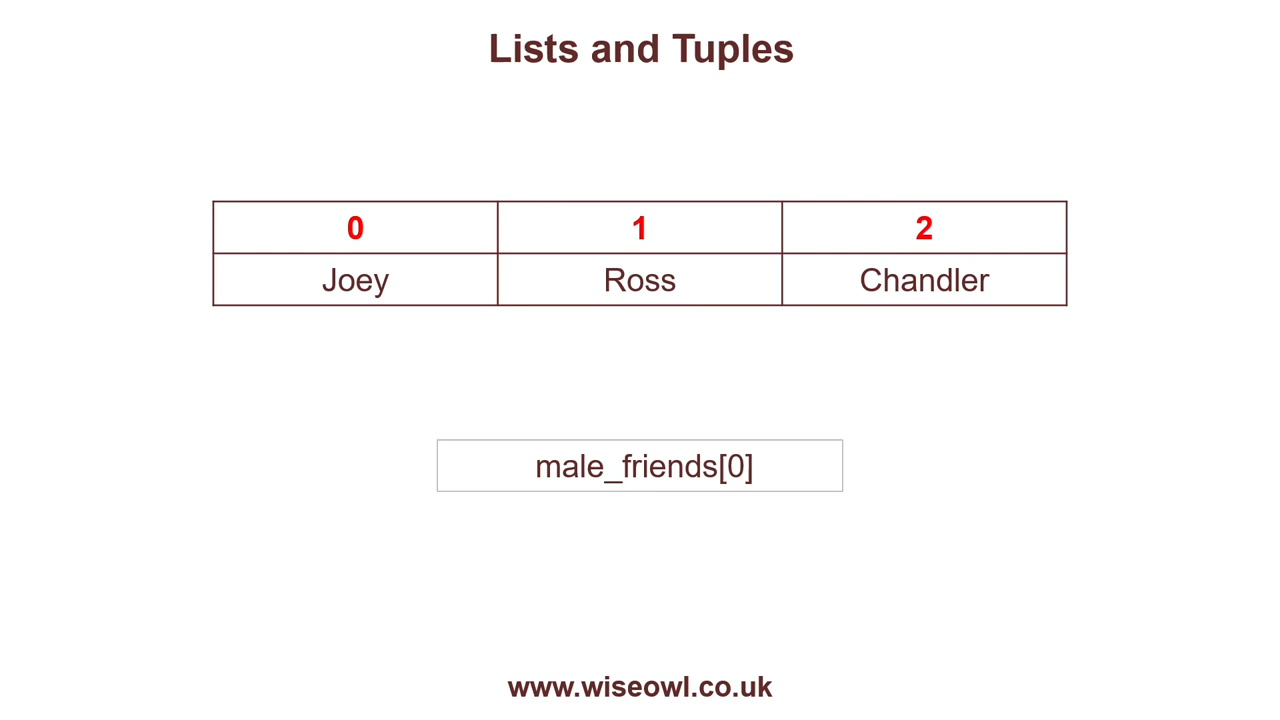 Lists and Tuples
0 1 2
Joey Ross Chandler
male_friends[0]
www.wiseowl.co.uk